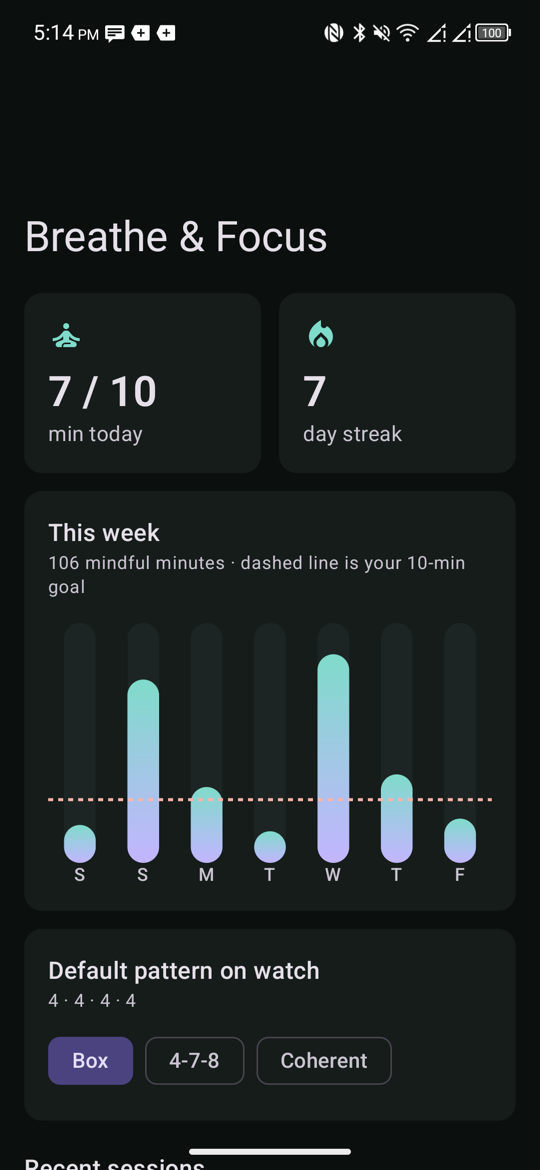 5:14 PM
100
Breathe & Focus
7 / 10
min today
7
day streak
This week
106 mindful minutes · dashed line is your 10-min
goal
S S M T W T F
Default pattern on watch
4 · 4 · 4 · 4
Box 4-7-8 Coherent
Recent sessions